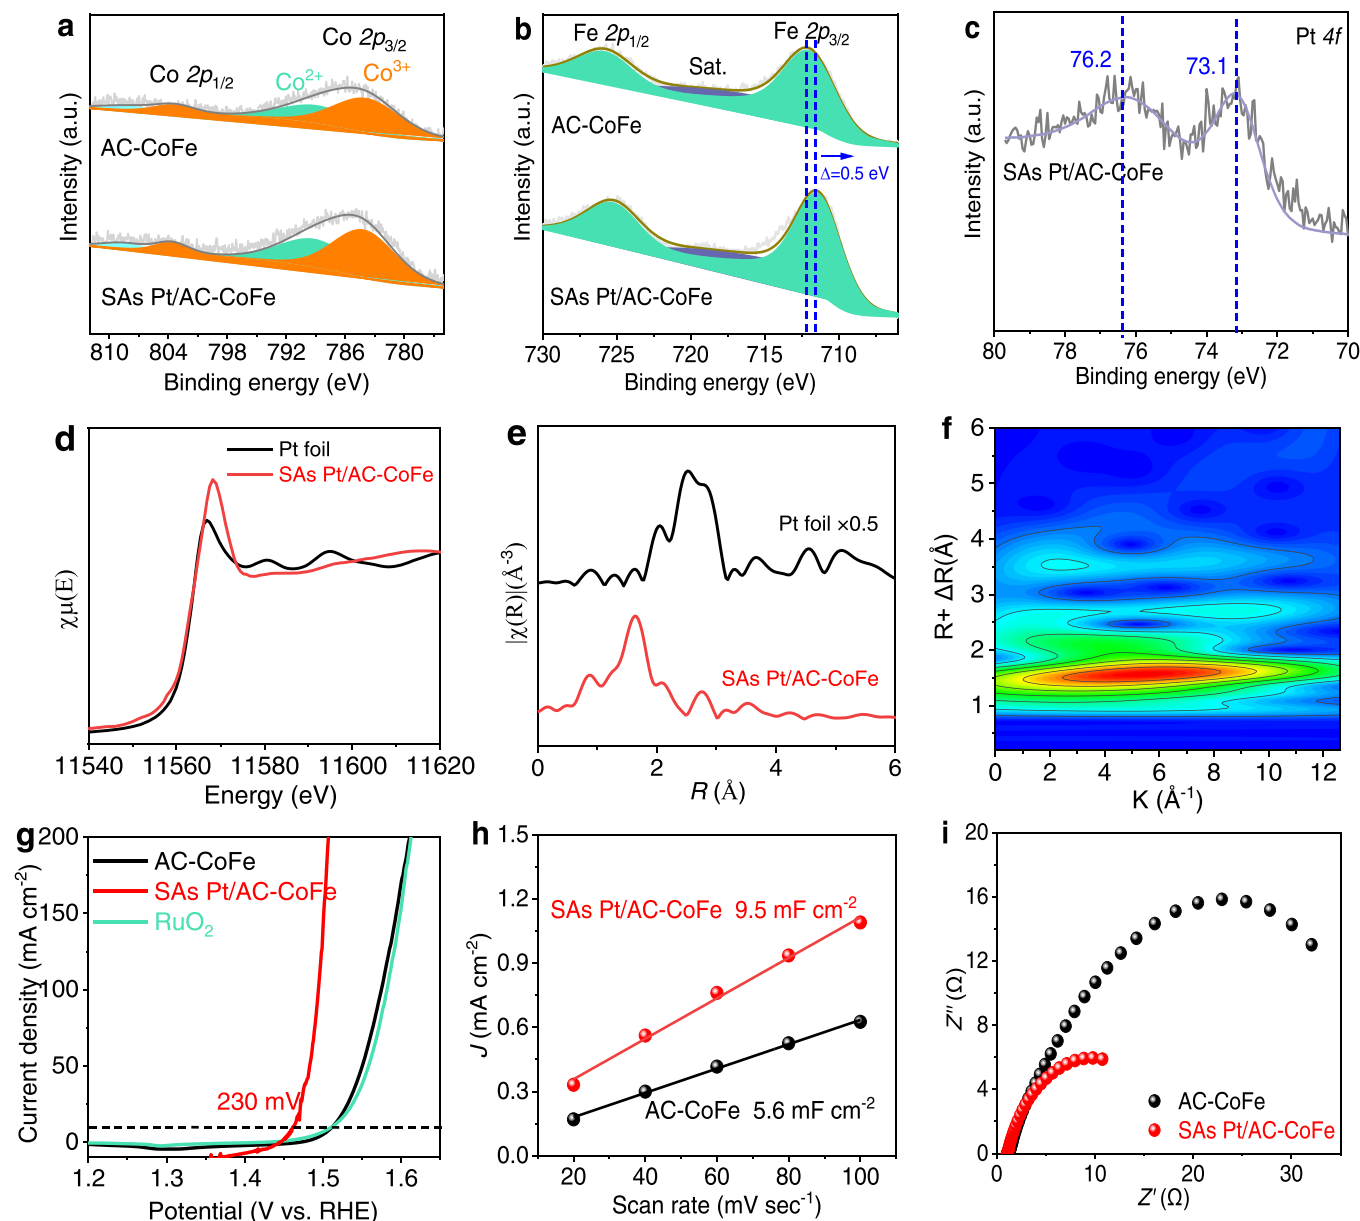 a
Co 2p3/2
Co 2p1/2
Co2+
Co3+
AC-CoFe
SAs Pt/AC-CoFe
Intensity (a.u.)
810 804 798 792 786 780
Binding energy (eV)
b
Fe 2p1/2
Fe 2p3/2
Sat.
AC-CoFe
Δ=0.5 eV
SAs Pt/AC-CoFe
Intensity (a.u.)
730 725 720 715 710
Binding energy (eV)
c
Pt 4f
76.2
73.1
SAs Pt/AC-CoFe
Intensity (a.u.)
80 78 76 74 72 70
Binding energy (eV)
d
Pt foil
SAs Pt/AC-CoFe
χμ(E)
11540 11560 11580 11600 11620
Energy (eV)
e
Pt foil ×0.5
SAs Pt/AC-CoFe
|χ(R)|(Å-3)
0 2 4 6
R (Å)
f
6
5
4
3
2
1
R+ ΔR(Å)
0 2 4 6 8 10 12
K (Å-1)
g
200
150
100
50
0
AC-CoFe
SAs Pt/AC-CoFe
RuO2
230 mV
Current density (mA cm-2)
1.2 1.3 1.4 1.5 1.6
Potential (V vs. RHE)
h
1.5
1.2
0.9
0.6
0.3
0.0
SAs Pt/AC-CoFe 9.5 mF cm-2
AC-CoFe 5.6 mF cm-2
J (mA cm-2)
20 40 60 80 100
Scan rate (mV sec-1)
i
20
16
12
8
4
0
AC-CoFe
SAs Pt/AC-CoFe
Z″ (Ω)
0 10 20 30
Z′ (Ω)